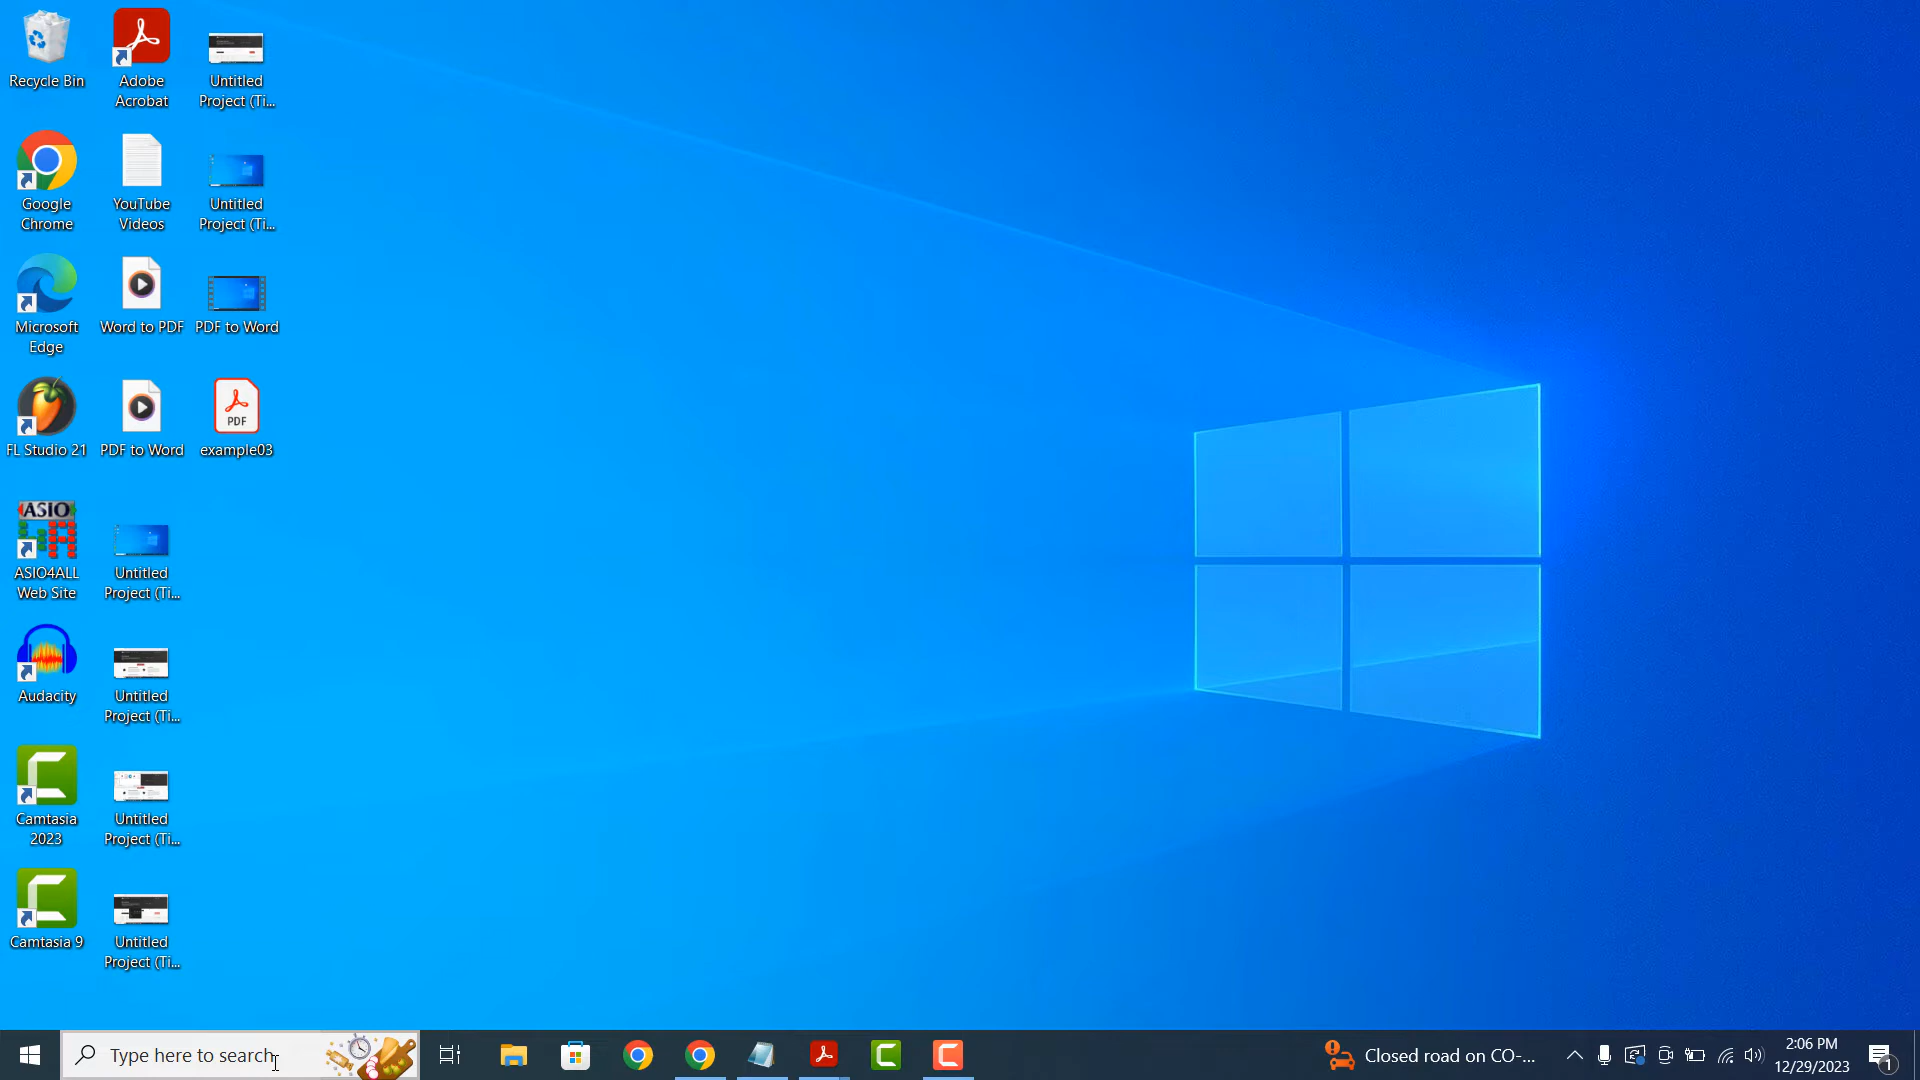 Recycle Bin
Adobe
Acrobat
Untitled
Project (Ti...
Google
Chrome
YouTube
Videos
Untitled
Project (Ti...
Microsoft
Edge
Word to PDF
PDF to Word
FL Studio 21
PDF to Word
PDF
example03
ASIO
ASIO4ALL
Web Site
Untitled
Project (Ti...
Audacity
Untitled
Project (Ti...
Camtasia
2023
Untitled
Project (Ti...
Camtasia 9
Untitled
Project (Ti...
Type here to search
Closed road on CO-...
2:06 PM
12/29/2023
1